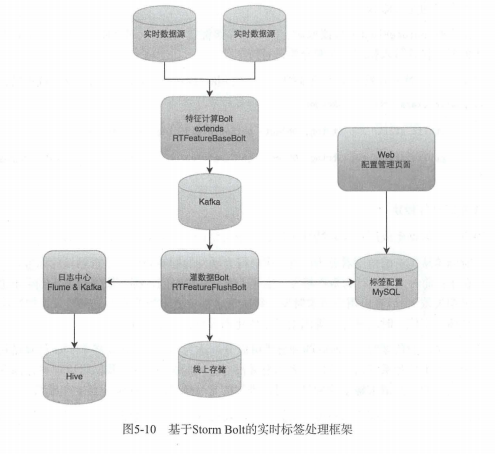 实时数据源
实时数据源
特征计算Bolt
extends
RTFeatureBaseBolt
Web
配置管理页面
Kafka
日志中心
Flume & Kafka
灌数据Bolt
RTFeatureFlushBolt
标签配置
MySQL
Hive
线上存储
图5-10 基于Storm Bolt的实时标签处理框架